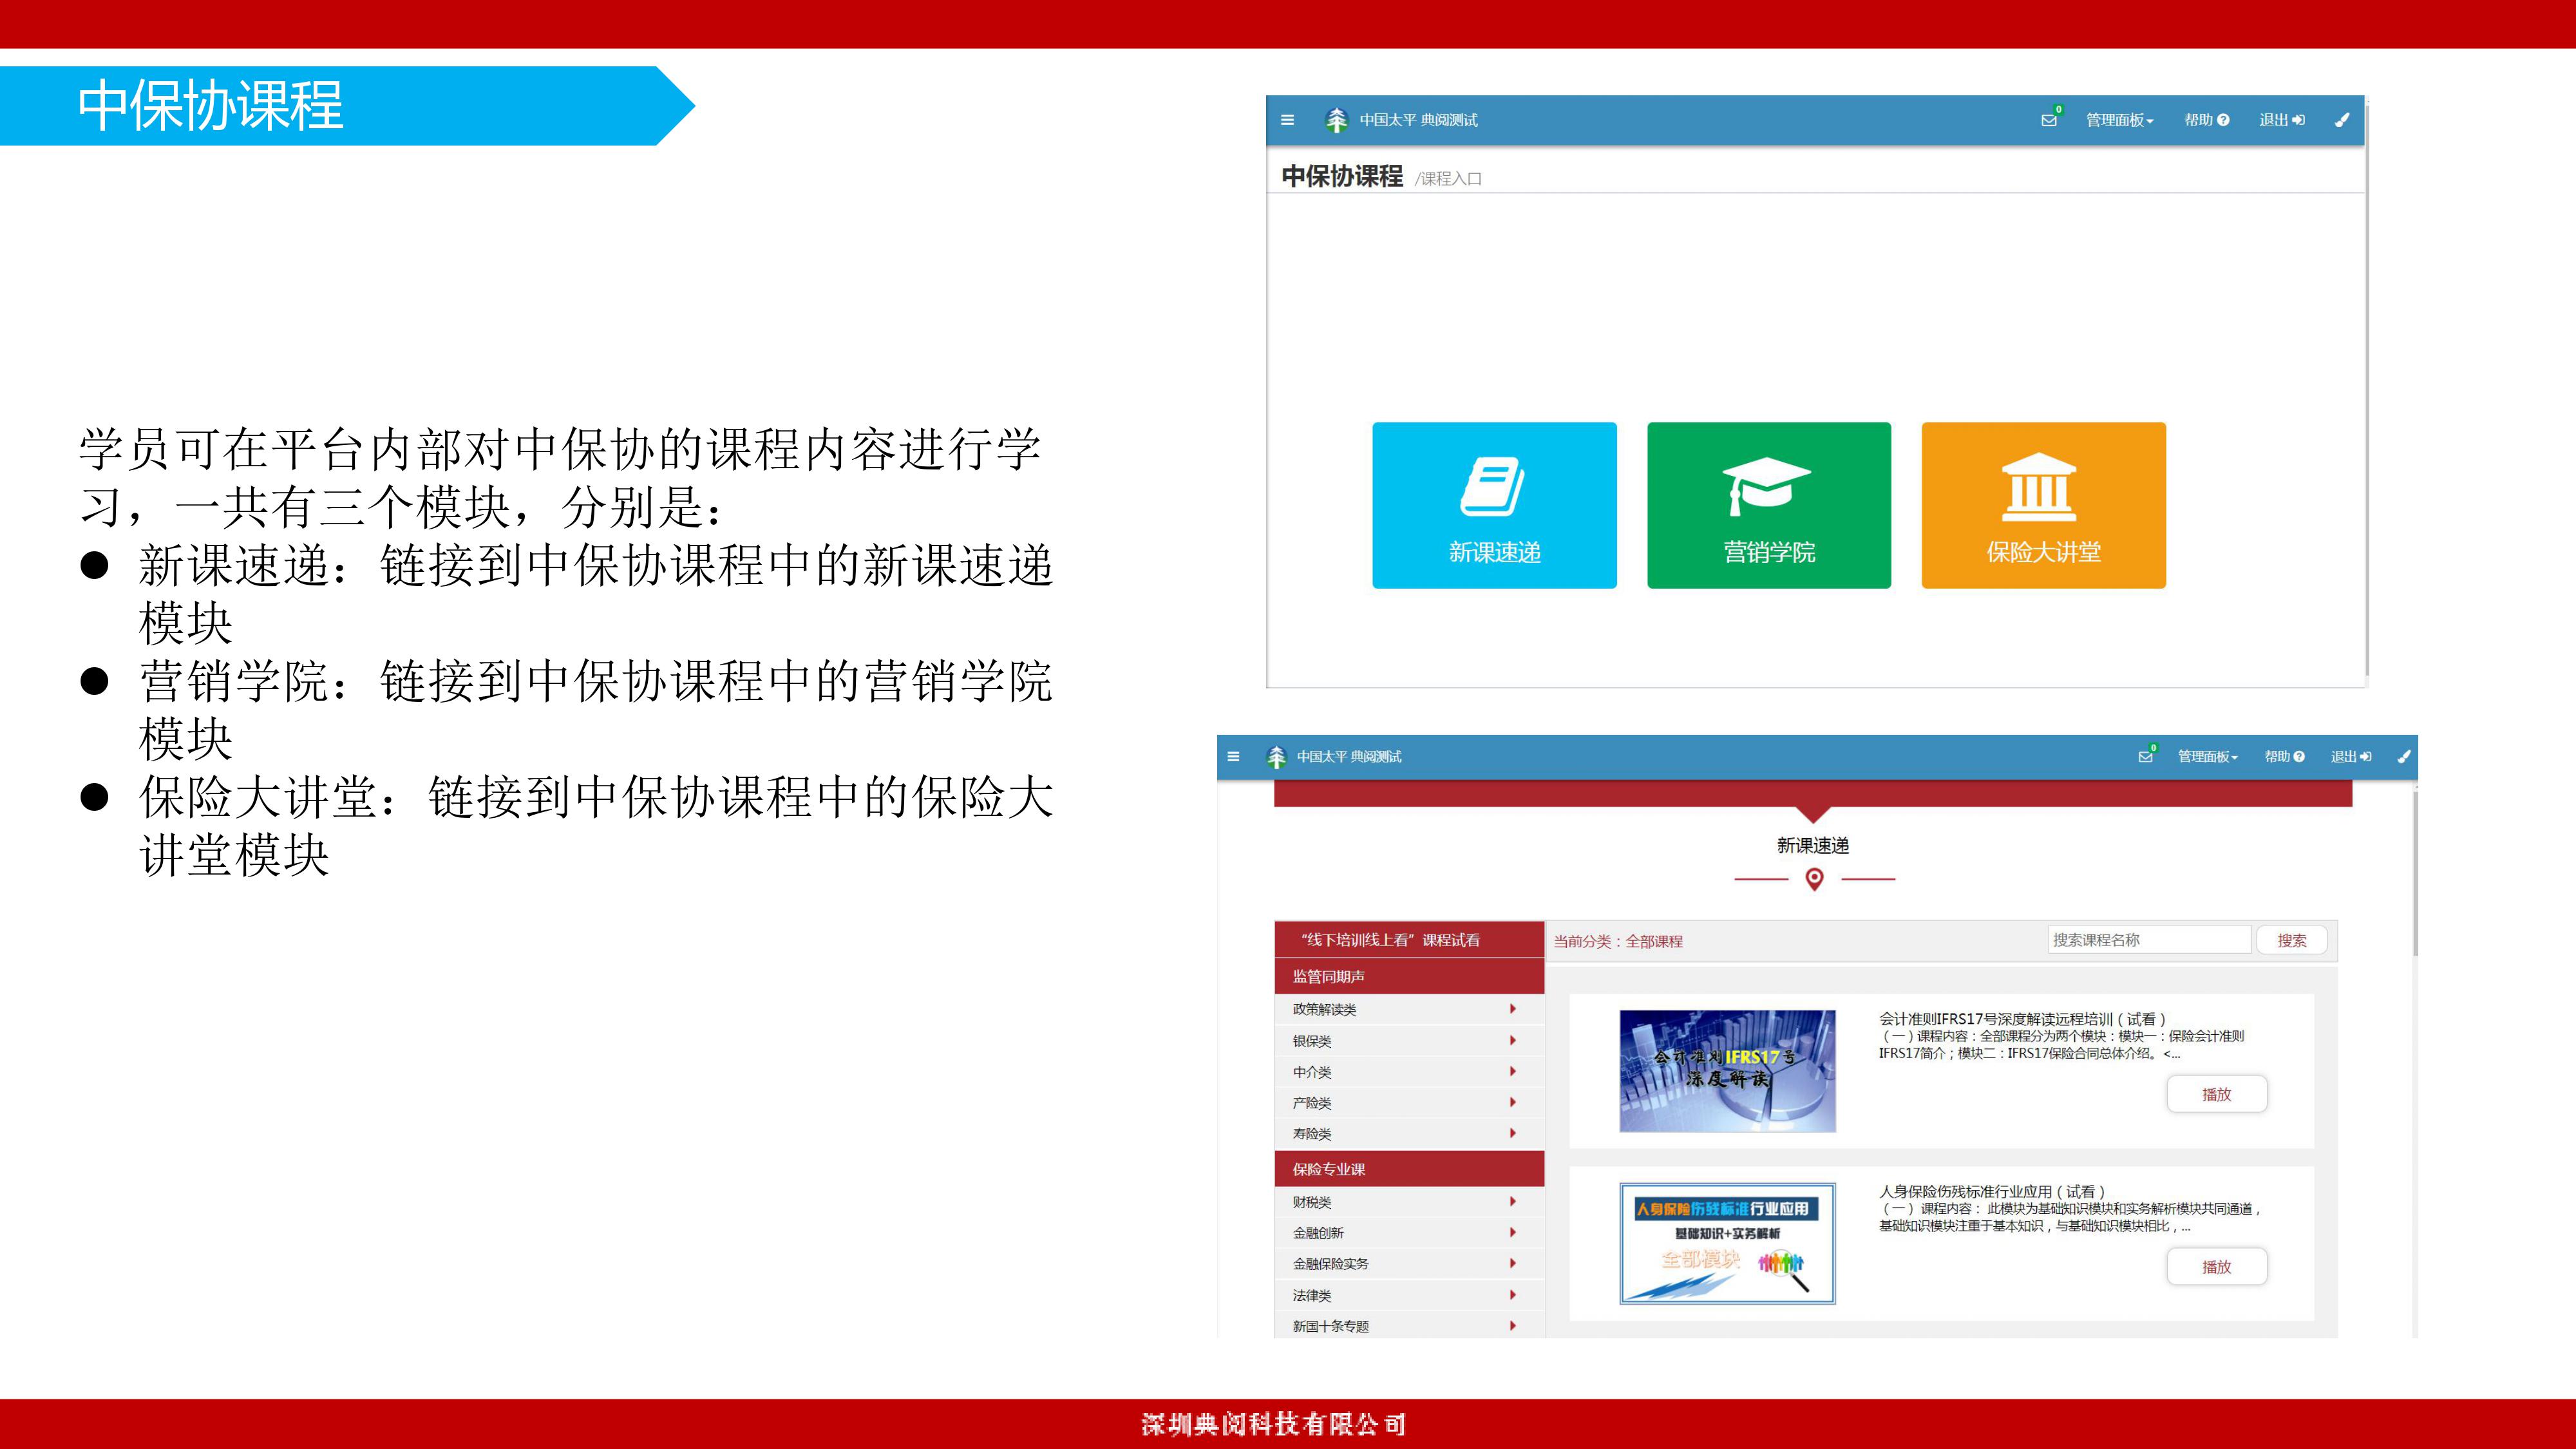 中保协课程
学员可在平台内部对中保协的课程内容进行学
习，一共有三个模块，分别是：
● 新课速递：链接到中保协课程中的新课速递
模块
● 营销学院：链接到中保协课程中的营销学院
模块
● 保险大讲堂：链接到中保协课程中的保险大
讲堂模块
中国太平 典阅测试
0
管理面板
帮助
退出
中保协课程 /课程入口
新课速递
营销学院
保险大讲堂
中国太平 典阅测试
0
管理面板
帮助
退出
新课速递
“线下培训线上看”课程试看
监管同期声
政策解读类
银保类
中介类
产险类
寿险类
保险专业课
财税类
金融创新
金融保险实务
法律类
新国十条专题
当前分类：全部课程
搜索课程名称
搜索
会计准则IFRS17号
深度解读
会计准则IFRS17号深度解读远程培训（试看）
（一）课程内容：全部课程分为两个模块：模块一：保险会计准则
IFRS17简介；模块二：IFRS17保险合同总体介绍。<...
播放
人身保险伤残标准行业应用
基础知识+实务解析
全部模块
人身保险伤残标准行业应用（试看）
（一）课程内容： 此模块为基础知识模块和实务解析模块共同通道，
基础知识模块注重于基本知识，与基础知识模块相比，...
播放
深圳典阅科技有限公司